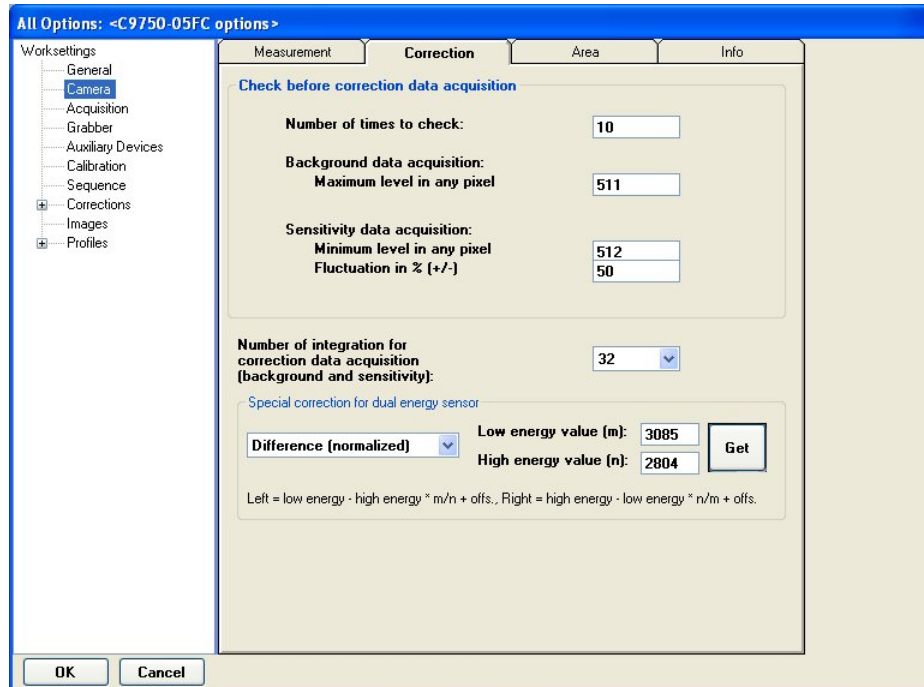 All Options: <C9750-05FC options>
Worksettings
General
Camera
Acquisition
Grabber
Auxiliary Devices
Calibration
Sequence
Corrections
Images
Profiles
Measurement
Correction
Area
Info
Check before correction data acquisition
Number of times to check:
10
Background data acquisition:
Maximum level in any pixel
511
Sensitivity data acquisition:
Minimum level in any pixel
512
Fluctuation in % (+/-)
50
Number of integration for
correction data acquisition
(background and sensitivity):
32
Special correction for dual energy sensor
Difference (normalized)
Low energy value (m):
3085
High energy value (n):
2804
Get
Left = low energy - high energy * m/n + offs., Right = high energy - low energy * n/m + offs.
OK
Cancel